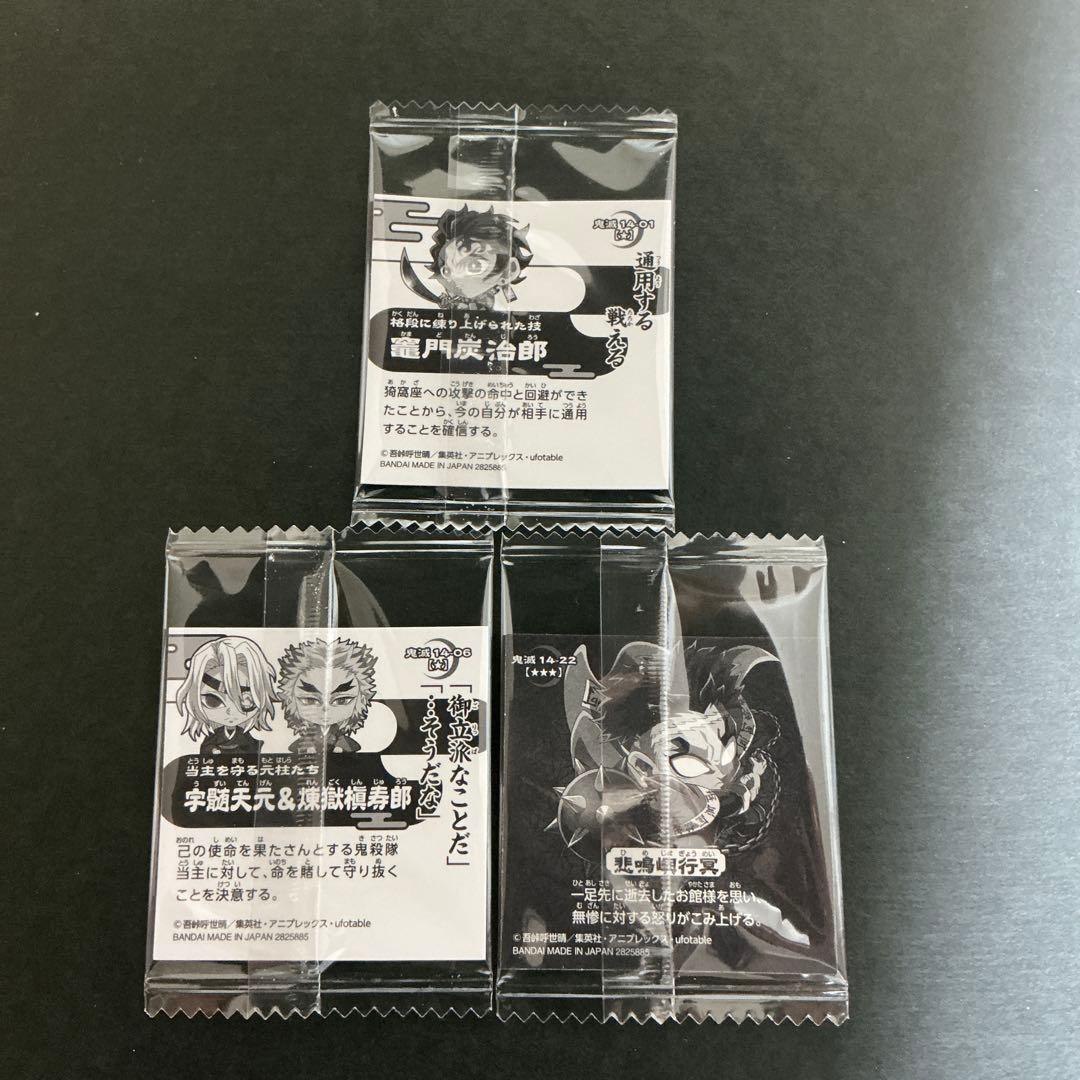 鬼滅 14-01
[★]
通用する
戦える
格段に練り上げられた技
竈門炭治郎
猗窩座への攻撃の命中と回避ができ
たことから、今の自分が相手に通用
することを確信する。
©吾峠呼世晴／集英社・アニプレックス・ufotable
BANDAI MADE IN JAPAN 2825885
鬼滅 14-06
[★]
「御立派なことだ」
「…そうだな」
当主を守る元柱たち
宇髄天元&煉獄槇寿郎
己の使命を果たさんとする鬼殺隊
当主に対して、命を賭して守り抜く
ことを決意する。
©吾峠呼世晴／集英社・アニプレックス・ufotable
BANDAI MADE IN JAPAN 2825885
鬼滅 14-22
[★★★]
悲鳴嶼行冥
一足先に逝去したお館様を思い、
無惨に対する怒りがこみ上げる。
©吾峠呼世晴／集英社・アニプレックス・ufotable
BANDAI MADE IN JAPAN 2825885